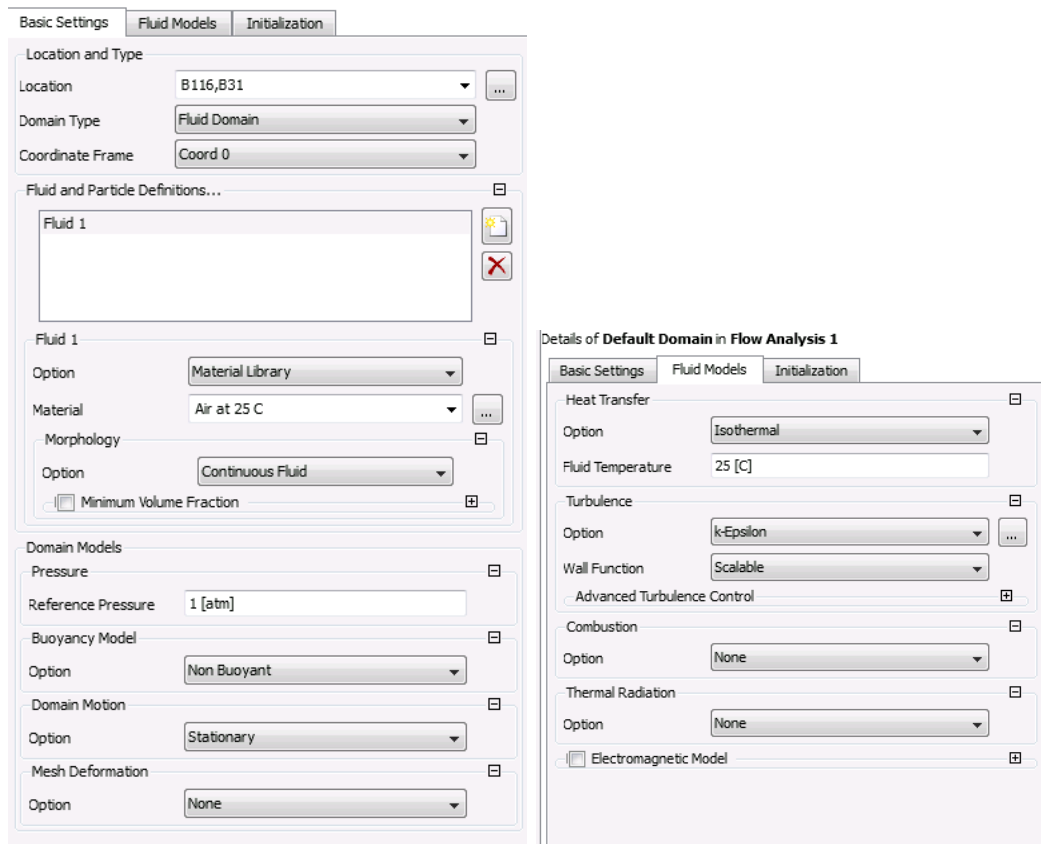 Basic Settings Fluid Models Initialization
Location and Type
Location B116,B31 ...
Domain Type Fluid Domain
Coordinate Frame Coord 0
Fluid and Particle Definitions...
Fluid 1
Fluid 1
Option Material Library
Material Air at 25 C ...
Morphology
Option Continuous Fluid
Minimum Volume Fraction
Domain Models
Pressure
Reference Pressure 1 [atm]
Buoyancy Model
Option Non Buoyant
Domain Motion
Option Stationary
Mesh Deformation
Option None
Details of Default Domain in Flow Analysis 1
Basic Settings Fluid Models Initialization
Heat Transfer
Option Isothermal
Fluid Temperature 25 [C]
Turbulence
Option k-Epsilon ...
Wall Function Scalable
Advanced Turbulence Control
Combustion
Option None
Thermal Radiation
Option None
Electromagnetic Model